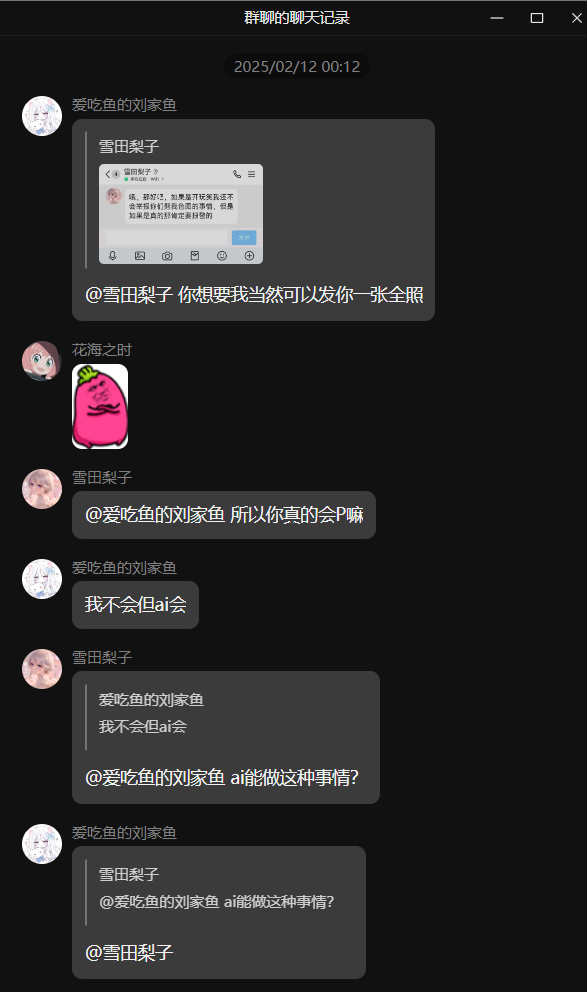 群聊的聊天记录
2025/02/12 00:12
爱吃鱼的刘家鱼
雪田梨子
雪田梨子
哦，那好吧，如果是开玩笑我还不
会举报你们剪我色图的事情，但是
如果是真的那肯定要报警的
@雪田梨子 你想要我当然可以发你一张全照
花海之时
雪田梨子
@爱吃鱼的刘家鱼 所以你真的会P嘛
爱吃鱼的刘家鱼
我不会但ai会
雪田梨子
爱吃鱼的刘家鱼
我不会但ai会
@爱吃鱼的刘家鱼 ai能做这种事情?
爱吃鱼的刘家鱼
雪田梨子
@爱吃鱼的刘家鱼 ai能做这种事情?
@雪田梨子